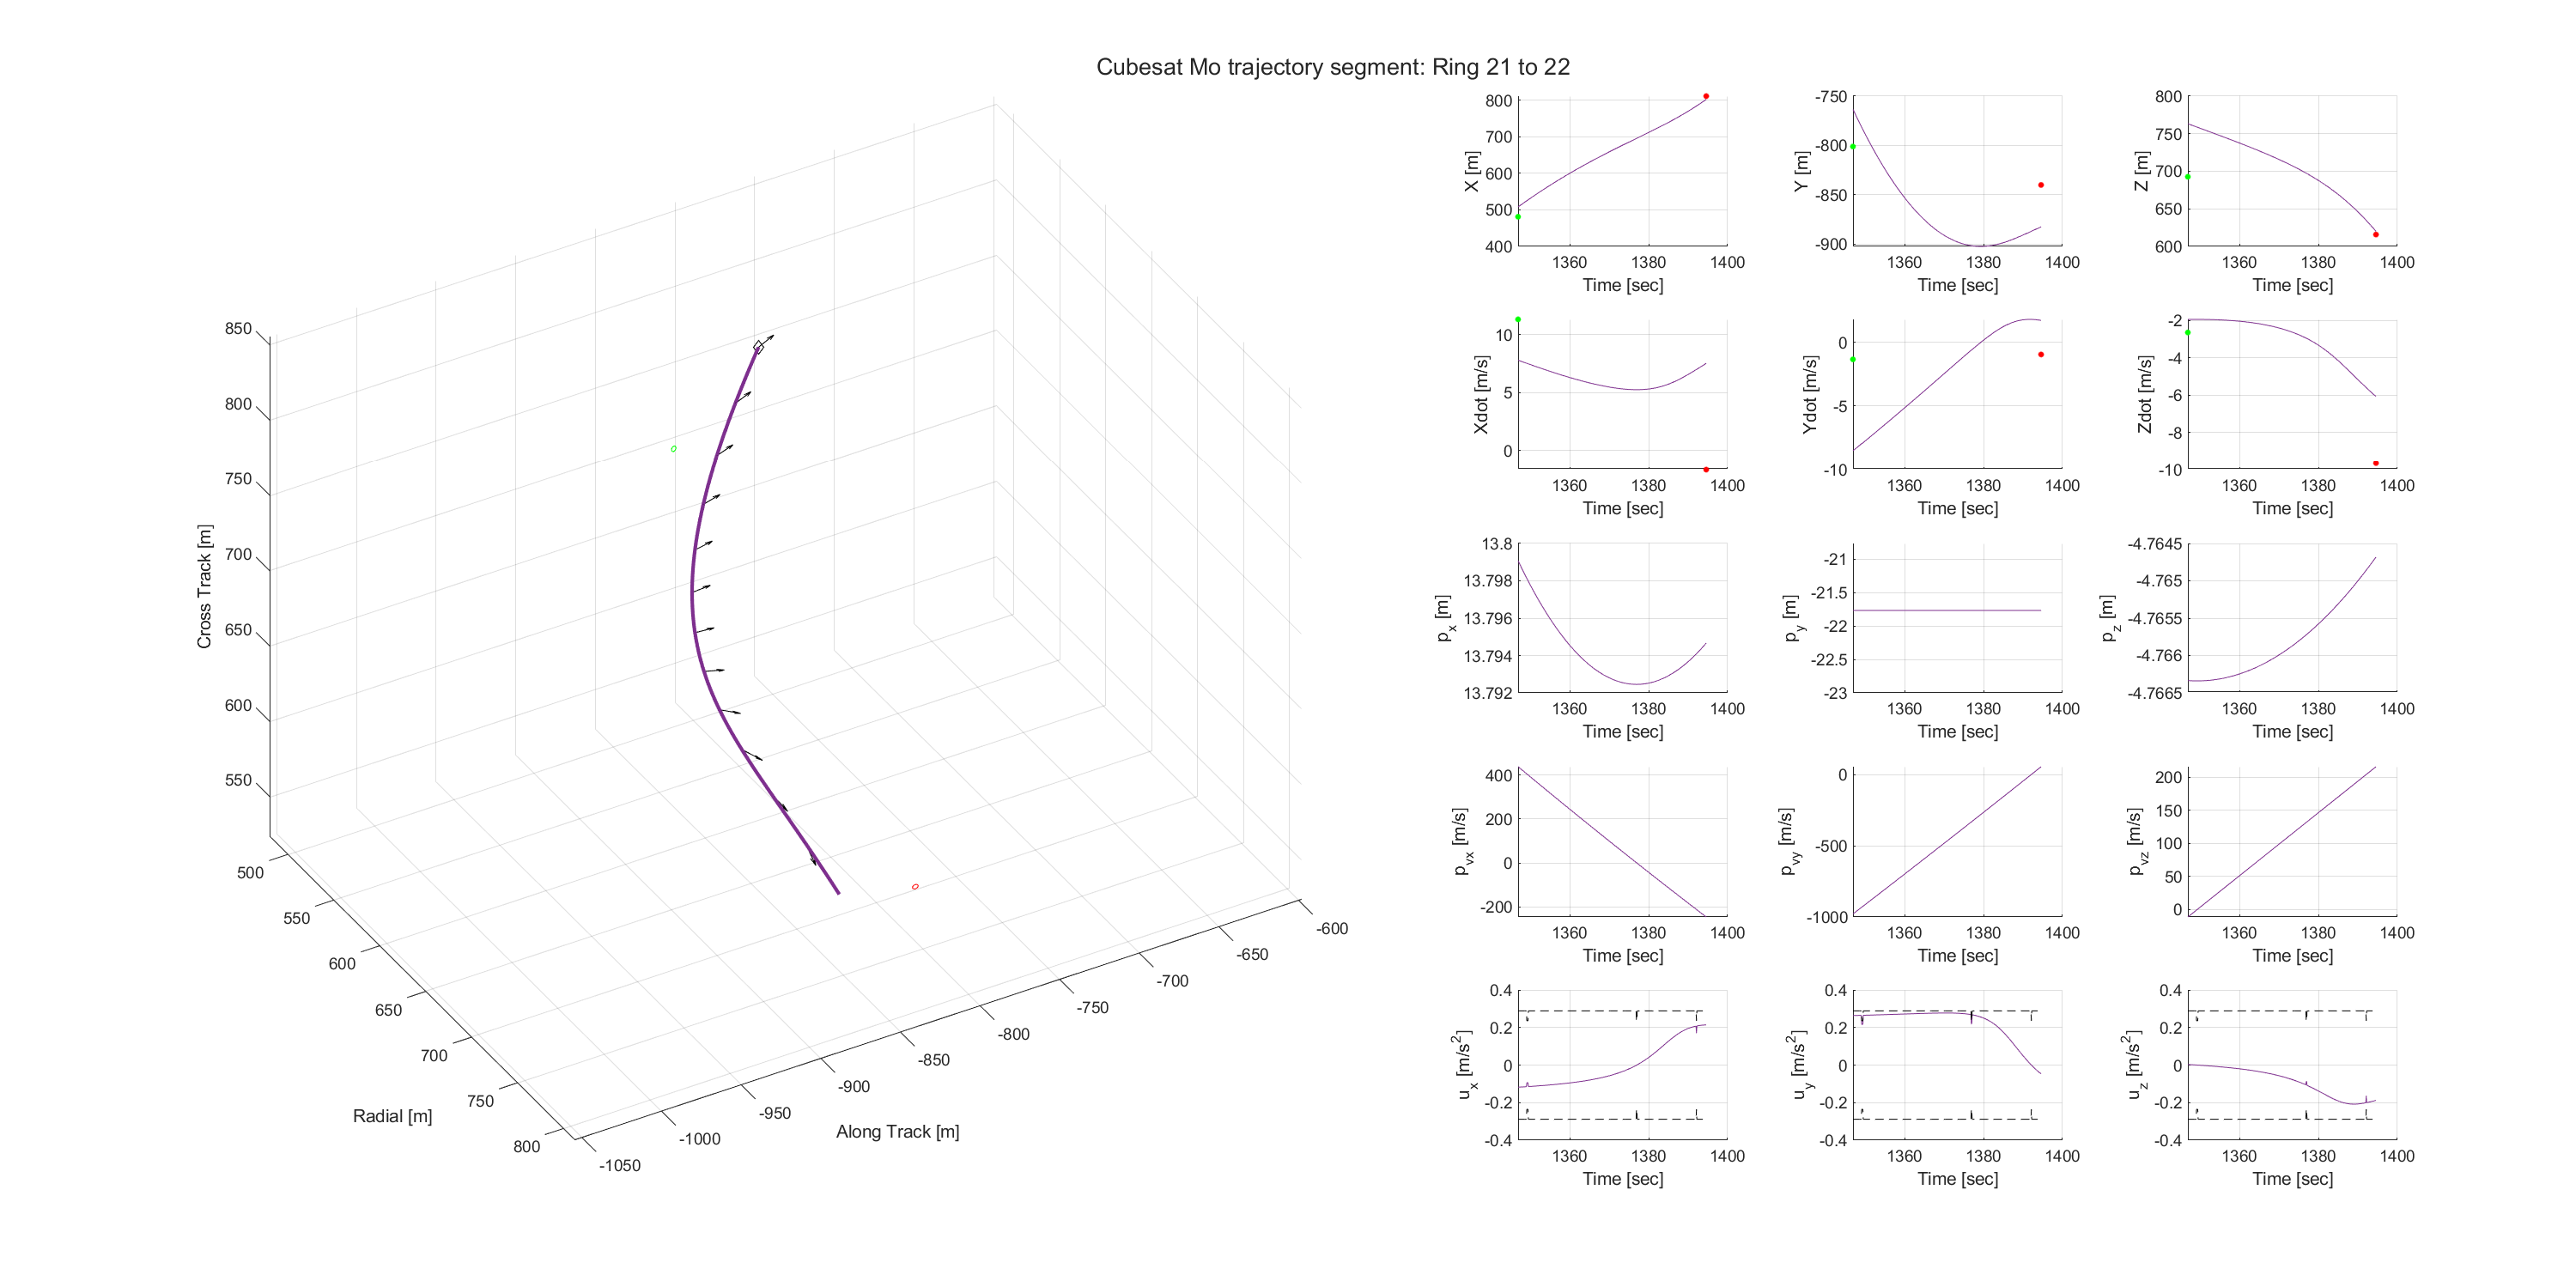 Cubesat Mo trajectory segment: Ring 21 to 22
850
800
750
700
650
600
550
Cross Track [m]
500
550
600
650
700
750
800
Radial [m]
-1050
-1000
-950
-900
-850
-800
-750
-700
-650
-600
Along Track [m]
800
700
600
500
400
X [m]
1360 1380 1400
Time [sec]
-750
-800
-850
-900
Y [m]
1360 1380 1400
Time [sec]
800
750
700
650
600
Z [m]
1360 1380 1400
Time [sec]
10
5
0
Xdot [m/s]
1360 1380 1400
Time [sec]
0
-5
-10
Ydot [m/s]
1360 1380 1400
Time [sec]
-2
-4
-6
-8
-10
Zdot [m/s]
1360 1380 1400
Time [sec]
13.8
13.798
13.796
13.794
13.792
p_x [m]
1360 1380 1400
Time [sec]
-21
-21.5
-22
-22.5
-23
p_y [m]
1360 1380 1400
Time [sec]
-4.7645
-4.765
-4.7655
-4.766
-4.7665
p_z [m]
1360 1380 1400
Time [sec]
400
200
0
-200
p_vx [m/s]
1360 1380 1400
Time [sec]
0
-500
-1000
p_vy [m/s]
1360 1380 1400
Time [sec]
200
150
100
50
0
p_vz [m/s]
1360 1380 1400
Time [sec]
0.4
0.2
0
-0.2
-0.4
u_x [m/s²]
1360 1380 1400
Time [sec]
0.4
0.2
0
-0.2
-0.4
u_y [m/s²]
1360 1380 1400
Time [sec]
0.4
0.2
0
-0.2
-0.4
u_z [m/s²]
1360 1380 1400
Time [sec]